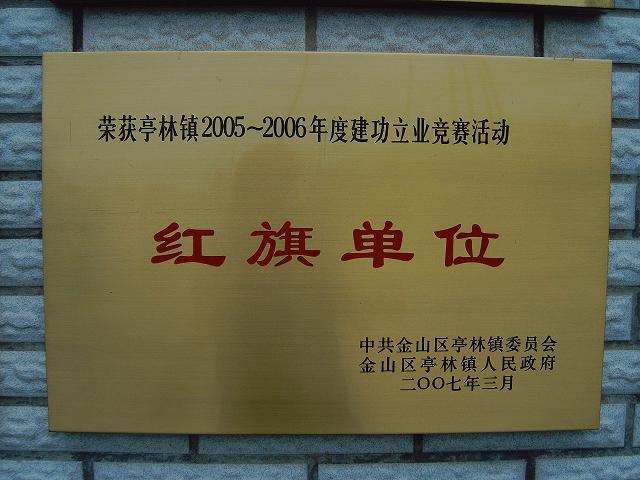 荣获亭林镇2005～2006年度建功立业竞赛活动
红旗单位
中共金山区亭林镇委员会
金山区亭林镇人民政府
二〇〇七年三月